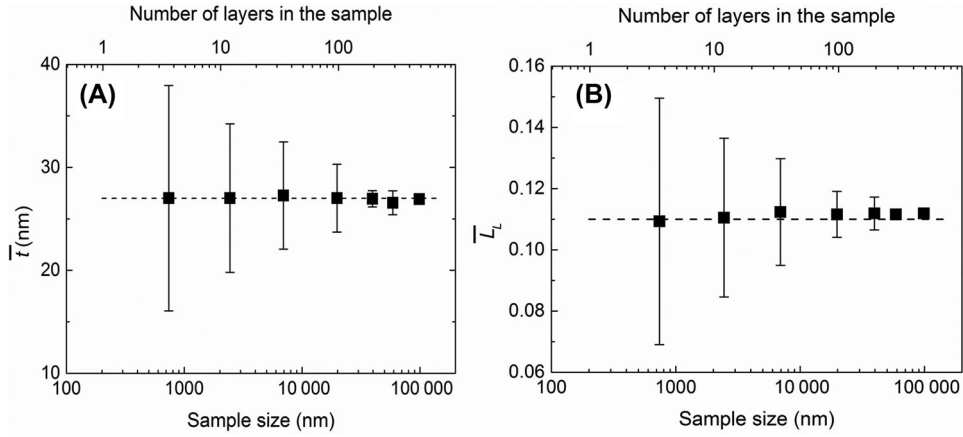 Number of layers in the sample
1 10 100
40
30
20
10
(A)
t̅ (nm)
100 1000 10 000 100 000
Sample size (nm)
Number of layers in the sample
1 10 100
0.16
0.14
0.12
0.10
0.08
0.06
(B)
L̅_L
100 1000 10 000 100 000
Sample size (nm)